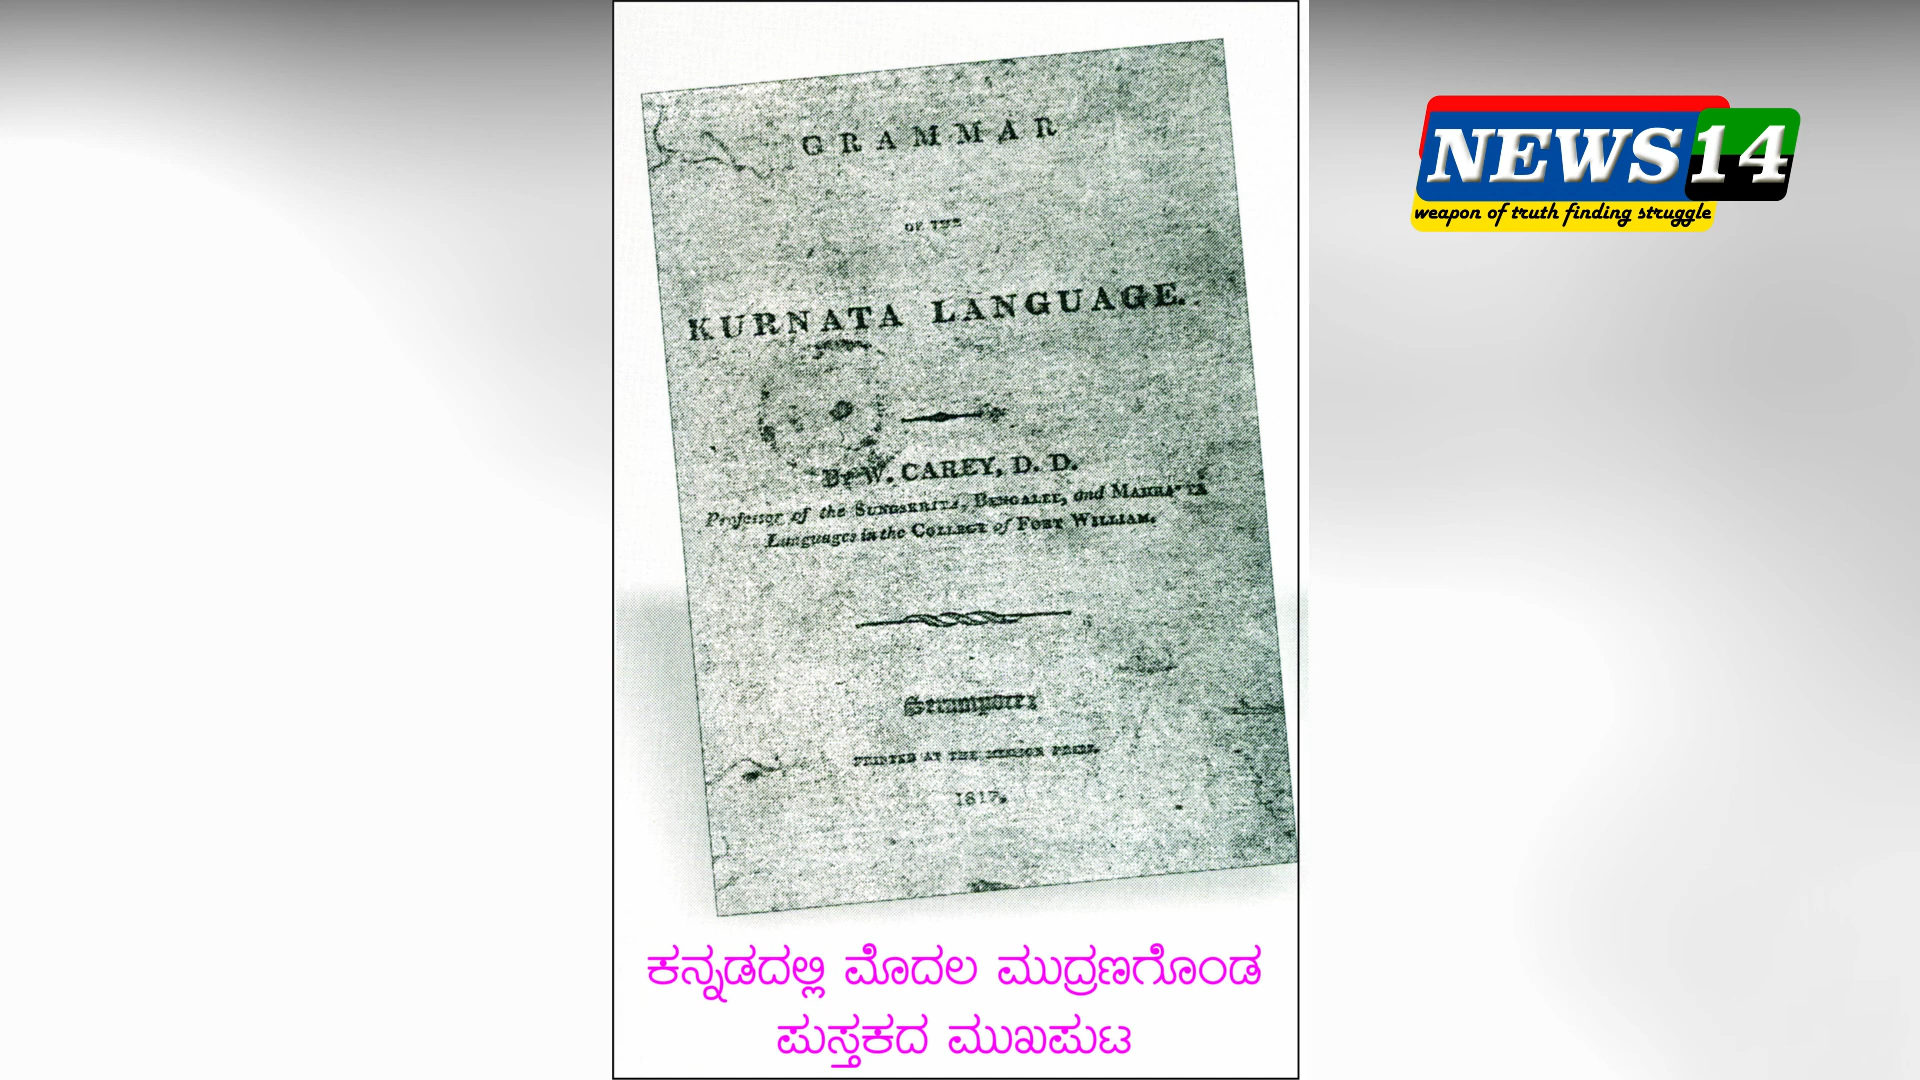 GRAMMAR
OF THE
KURNATA LANGUAGE.
By W. CAREY, D. D.
Professor of the SUNGSKRITA, BENGALEE, and MAHRATTA
Languages in the COLLEGE of FORT WILLIAM.
Serampore:
PRINTED AT THE MISSION PRESS.
1817.
ಕನ್ನಡದಲ್ಲಿ ಮೊದಲ ಮುದ್ರಣಗೊಂಡ
ಪುಸ್ತಕದ ಮುಖಪುಟ
NEWS14
weapon of truth finding struggle